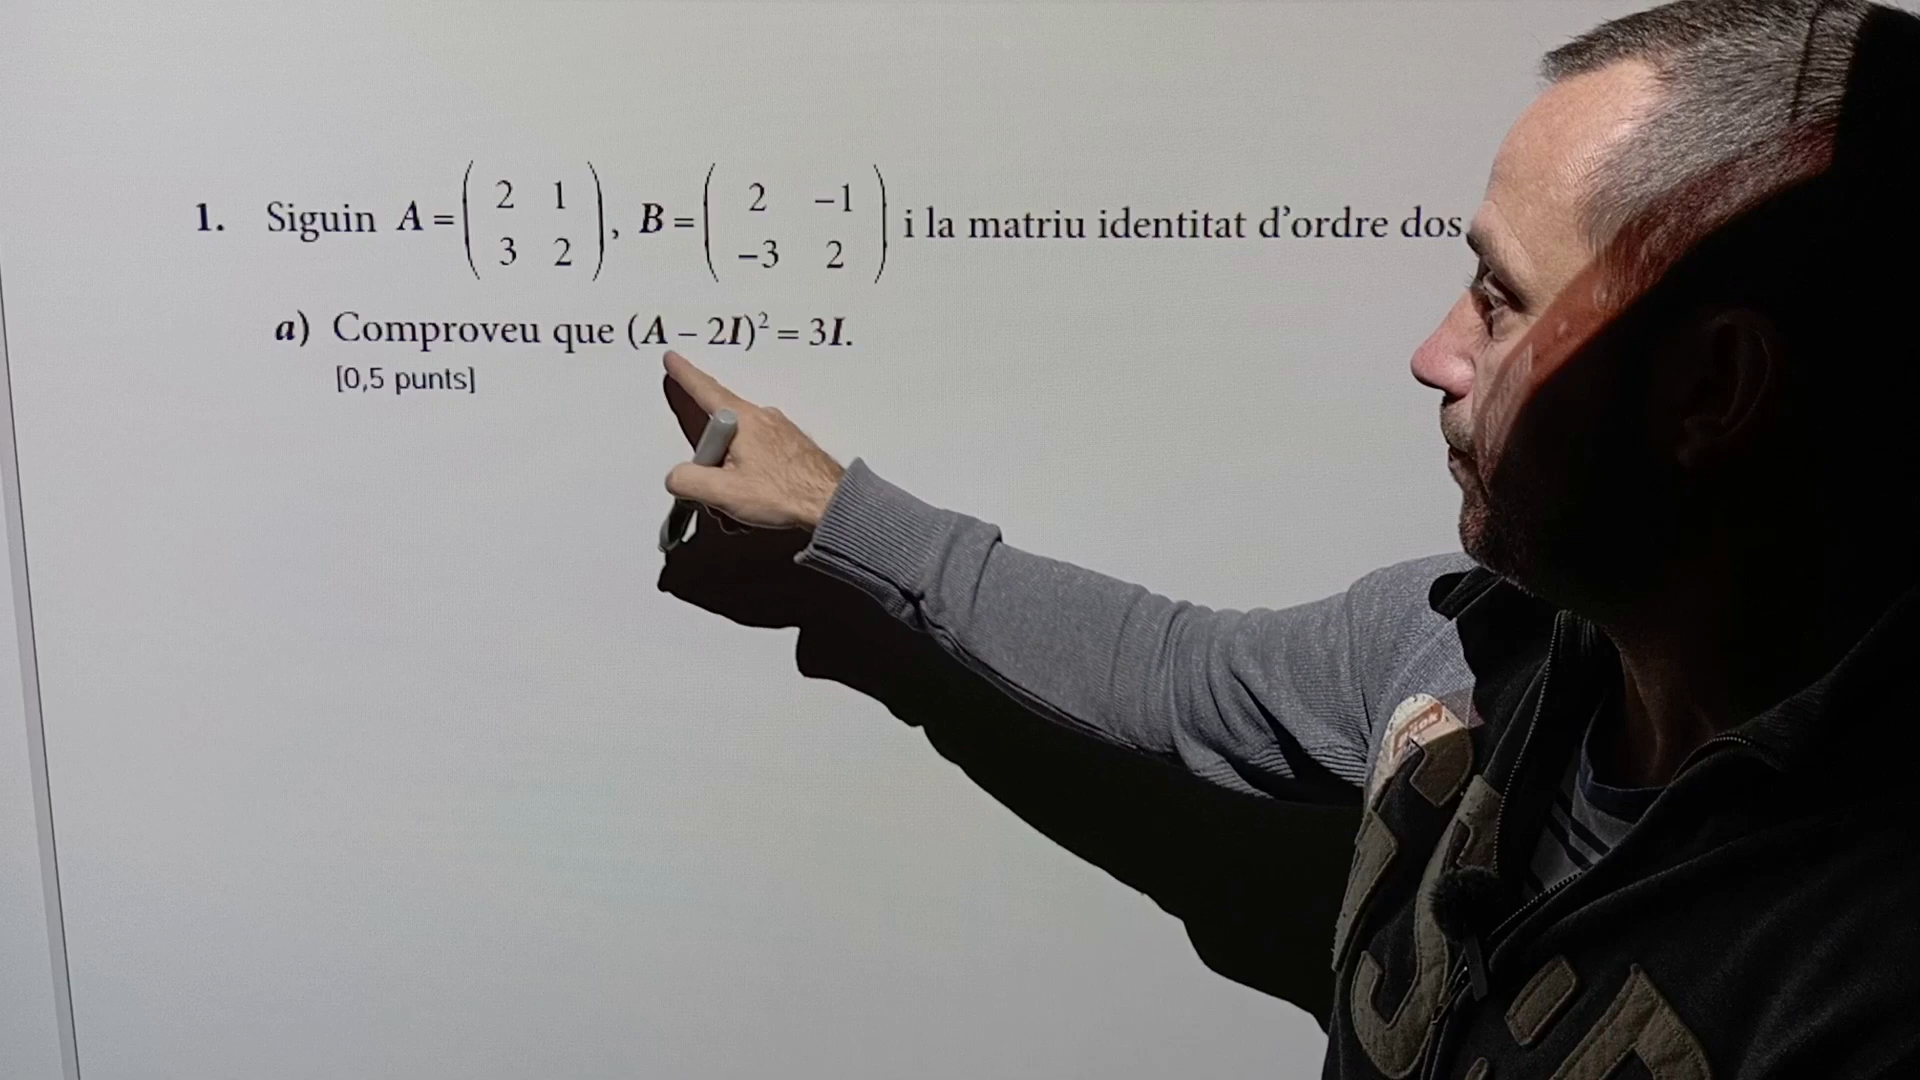 1. Siguin A = ( 2 1 ; 3 2 ), B = ( 2 −1 ; −3 2 ) i la matriu identitat d’ordre dos
a) Comproveu que (A – 2I)² = 3I.
[0,5 punts]